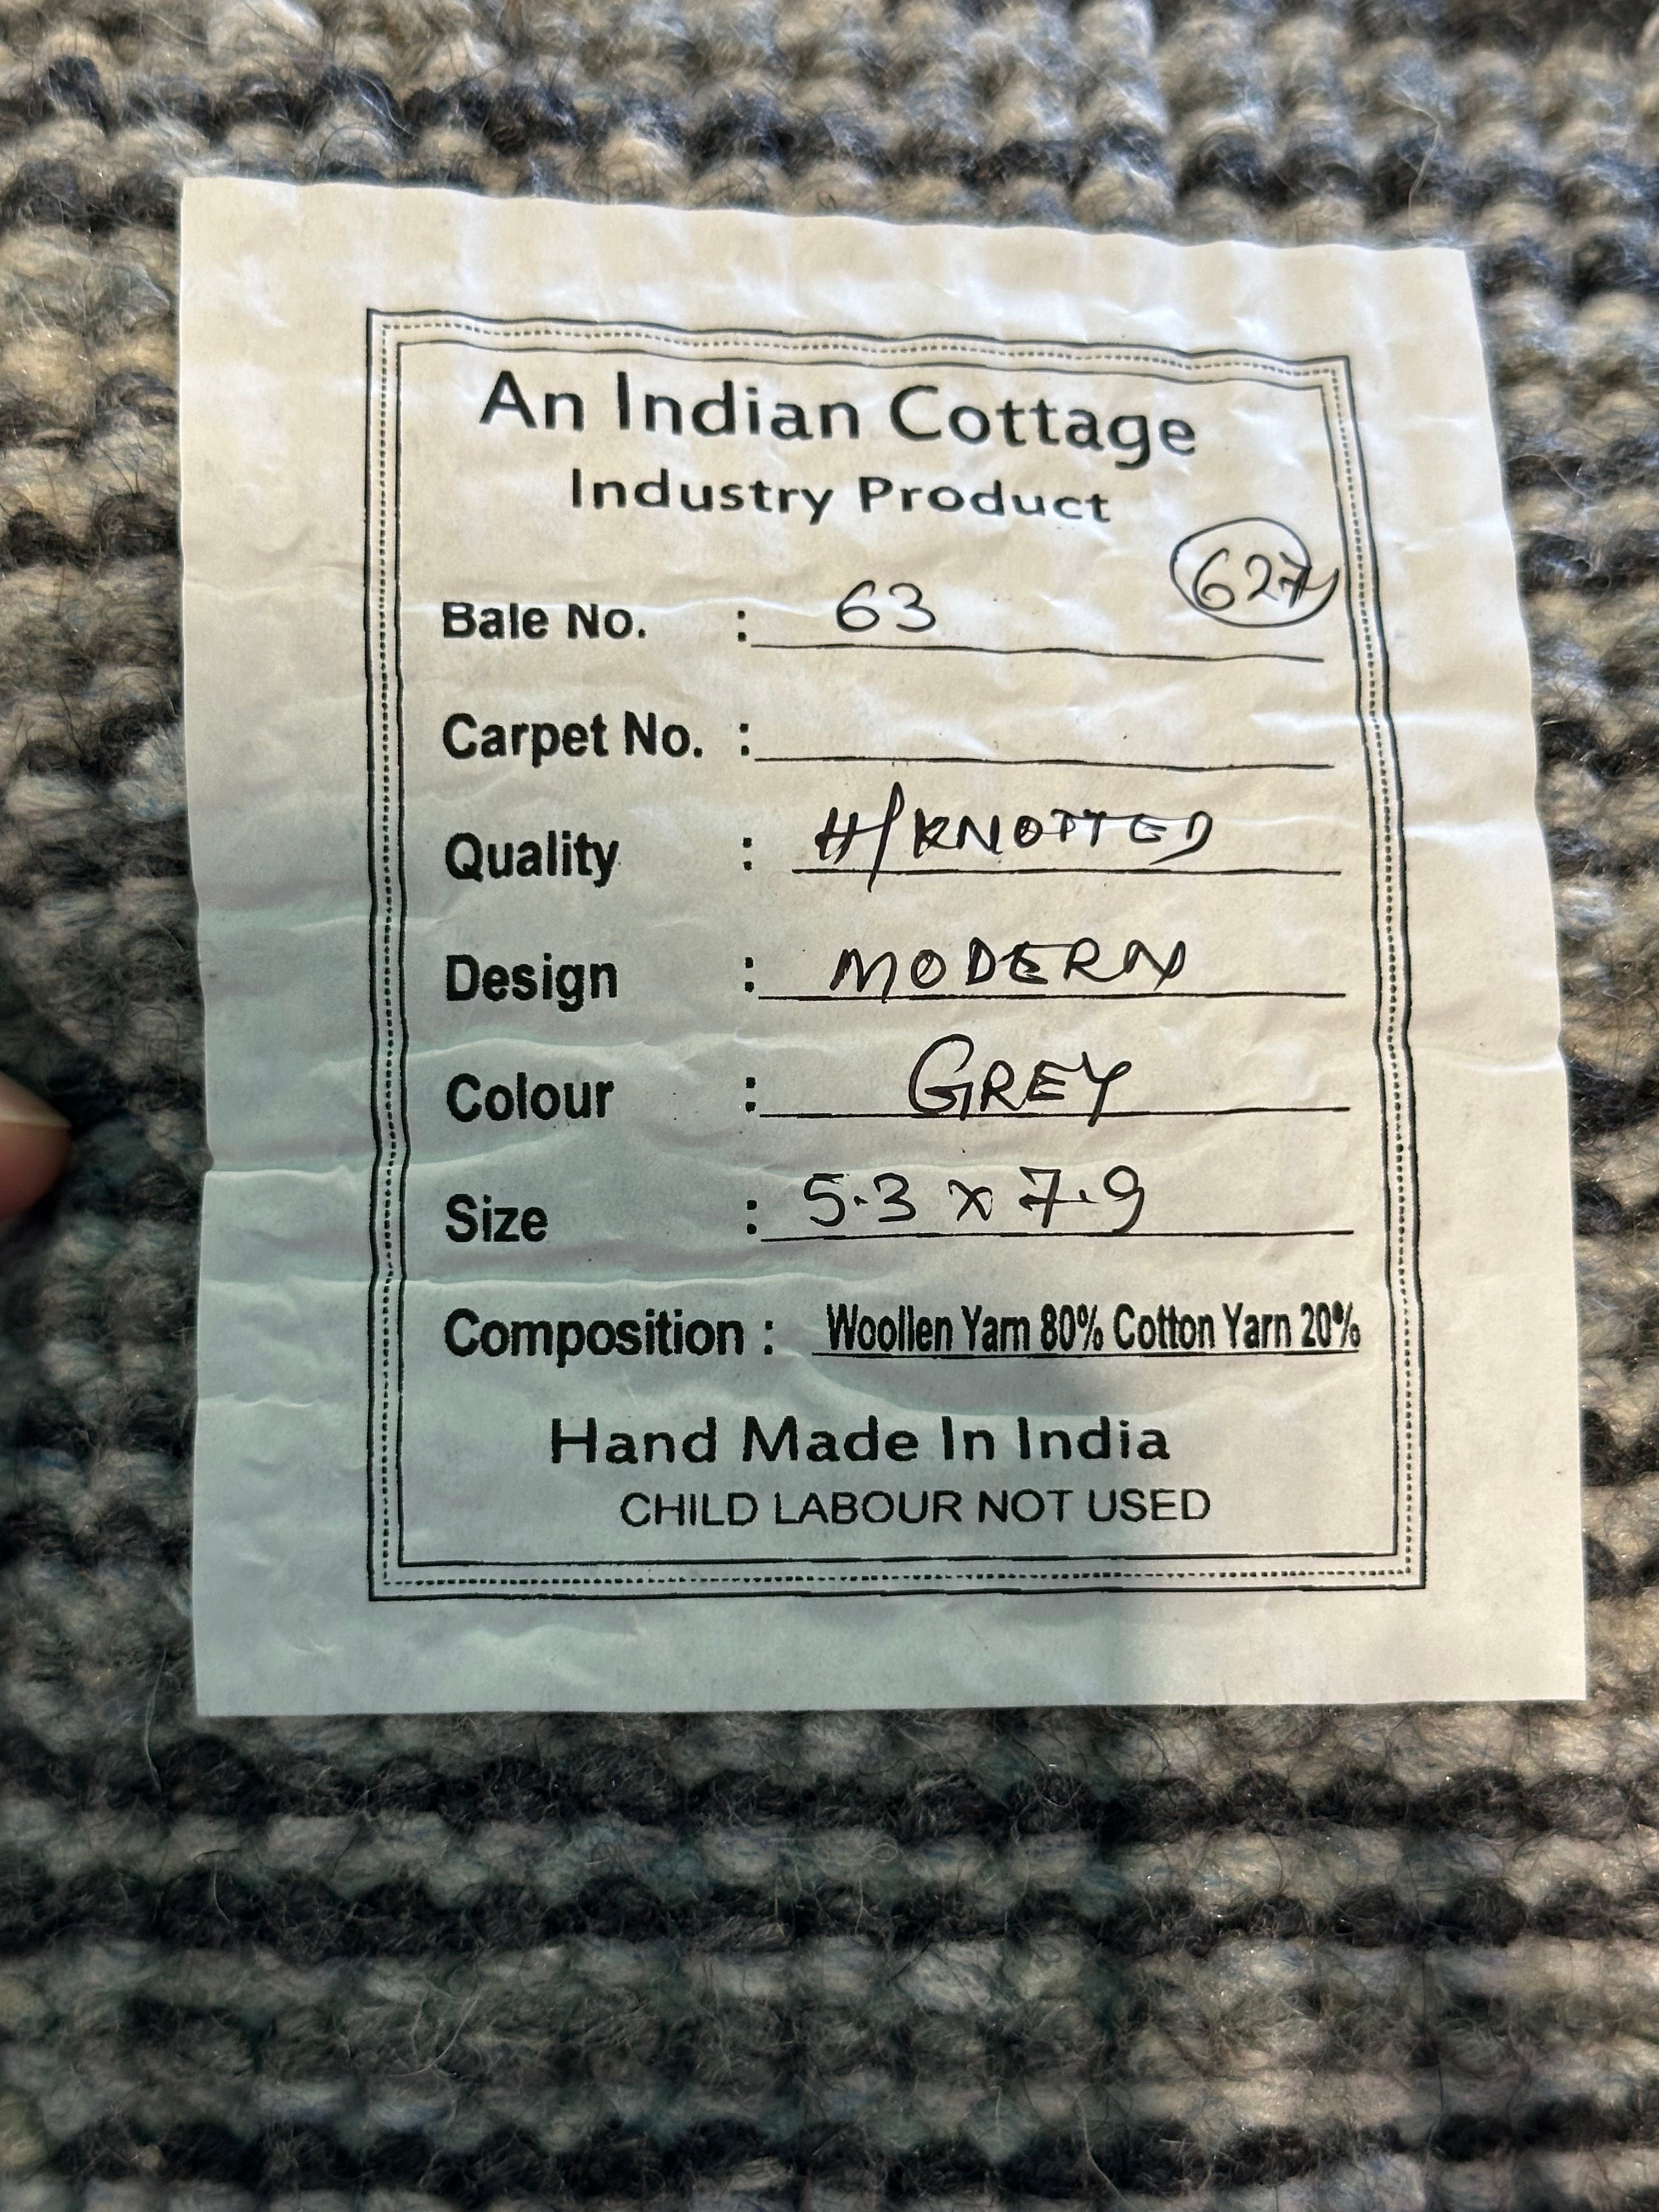 An Indian Cottage
Industry Product
627
Bale No. : 63
Carpet No. :
Quality : H/KNOTTED
Design : MODERN
Colour : GREY
Size : 5.3 x 7.9
Composition : Woollen Yarn 80% Cotton Yarn 20%
Hand Made In India
CHILD LABOUR NOT USED